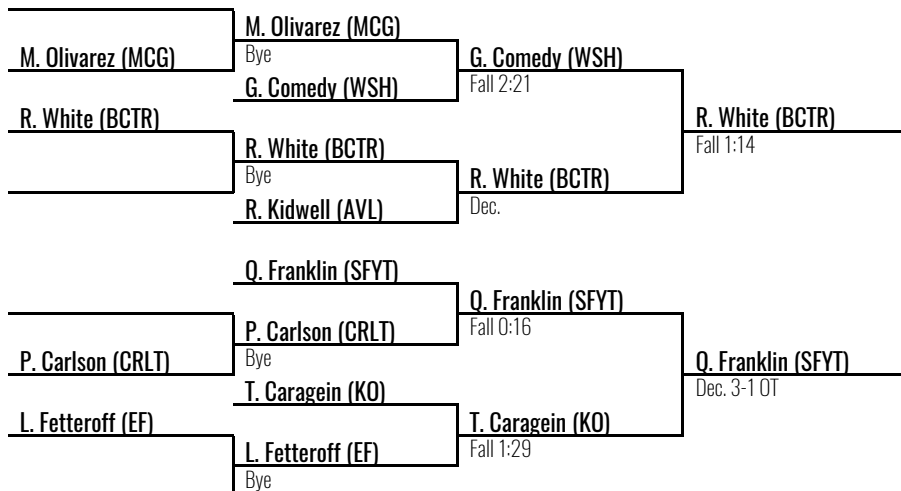 M. Olivarez (MCG)
M. Olivarez (MCG)
Bye
G. Comedy (WSH)
G. Comedy (WSH)
Fall 2:21
R. White (BCTR)
R. White (BCTR)
Fall 1:14
R. White (BCTR)
Bye
R. White (BCTR)
Dec.
R. Kidwell (AVL)
Q. Franklin (SFYT)
Q. Franklin (SFYT)
Fall 0:16
P. Carlson (CRLT)
Bye
P. Carlson (CRLT)
Q. Franklin (SFYT)
Dec. 3-1 OT
T. Caragein (KO)
L. Fetteroff (EF)
T. Caragein (KO)
Fall 1:29
L. Fetteroff (EF)
Bye